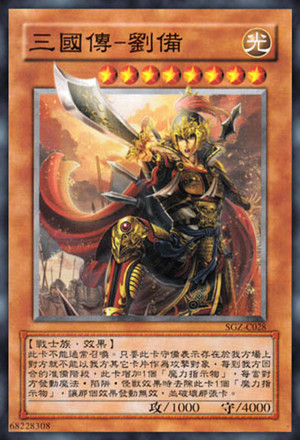 三國傳-劉備
光
SGZ-C028
【戰士族·效果】
此卡不能通常召喚。只要此卡守備表示存在於我方場上
對方就不能以我方其它卡片作為攻擊對象，每到我方回
合的準備階段，此卡增加1個「魔力指示物」，每當對
方發動魔法，陷阱，怪獸效果時去除此卡1個「魔力指
示物」，讓那個效果發動無效，並破壞那張卡。
攻/1000 守/4000
68228308